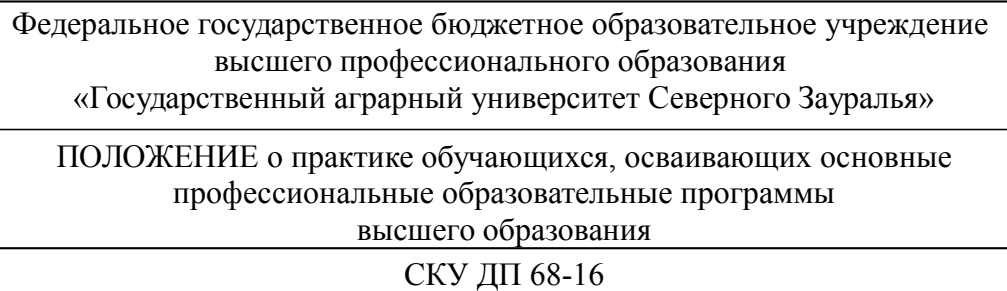 Федеральное государственное бюджетное образовательное учреждение
высшего профессионального образования
«Государственный аграрный университет Северного Зауралья»
ПОЛОЖЕНИЕ о практике обучающихся, осваивающих основные
профессиональные образовательные программы
высшего образования
СКУ ДП 68-16